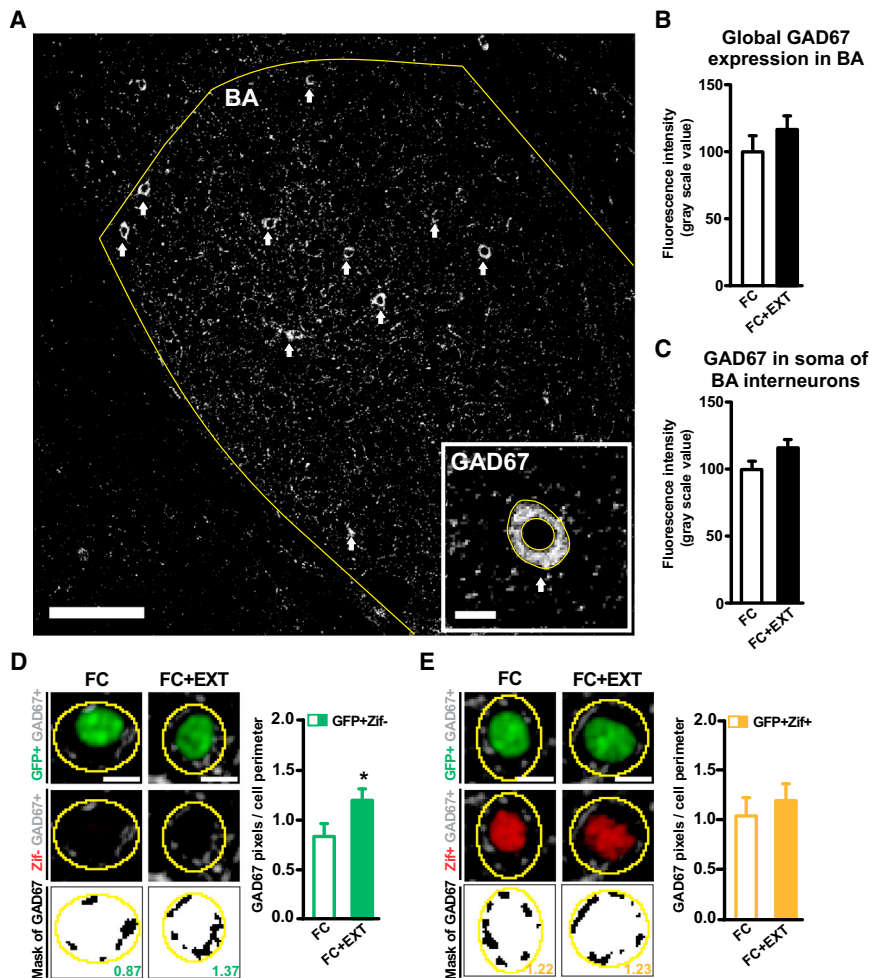 A
BA
GAD67
B
Global GAD67
expression in BA
Fluorescence intensity
(gray scale value)
150
100
50
0
FC
FC+EXT
C
GAD67 in soma of
BA interneurons
Fluorescence intensity
(gray scale value)
150
100
50
0
FC
FC+EXT
D
FC
FC+EXT
GFP+ GAD67+
Zif- GAD67+
Mask of GAD67
0.87
1.37
GAD67 pixels / cell perimeter
2.0
1.5
1.0
0.5
0.0
GFP+Zif-
*
FC
FC+EXT
E
FC
FC+EXT
GFP+ GAD67+
Zif+ GAD67+
Mask of GAD67
1.22
1.23
GAD67 pixels / cell perimeter
2.0
1.5
1.0
0.5
0.0
GFP+Zif+
FC
FC+EXT